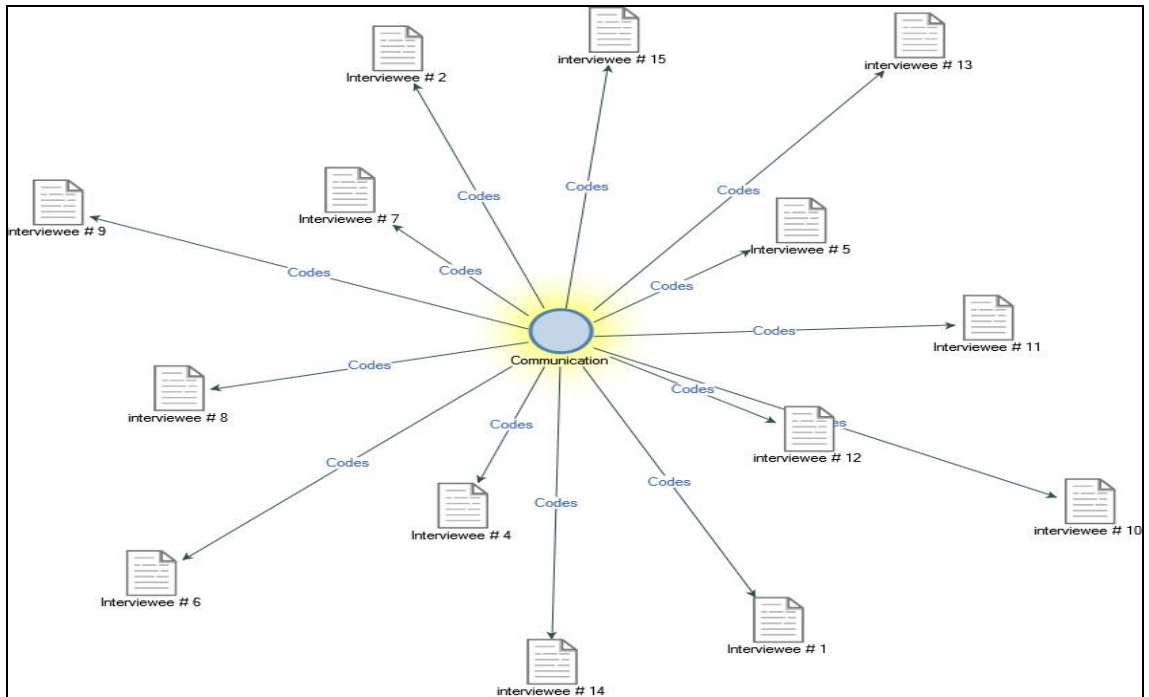 interviewee # 15
interviewee # 13
Interviewee # 2
Codes
Codes
Codes
Interviewee # 7
nterviewee # 9
Interviewee # 5
Codes
Codes
Codes
Codes
Interviewee # 11
Communication
Codes
Codes
interviewee # 8
Codes
es
interviewee # 12
Codes
Codes
Codes
interviewee # 10
Interviewee # 4
Interviewee # 6
Interviewee # 1
interviewee # 14